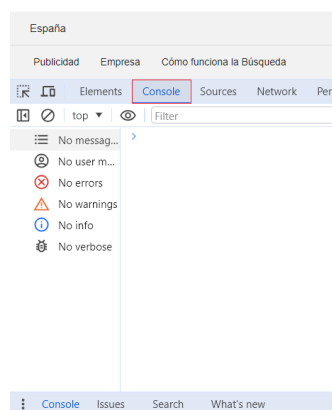 España
Publicidad Empresa Cómo funciona la Búsqueda
Elements Console Sources Network Per
top Filter
No messag...
No user m...
No errors
No warnings
No info
No verbose
Console Issues Search What's new